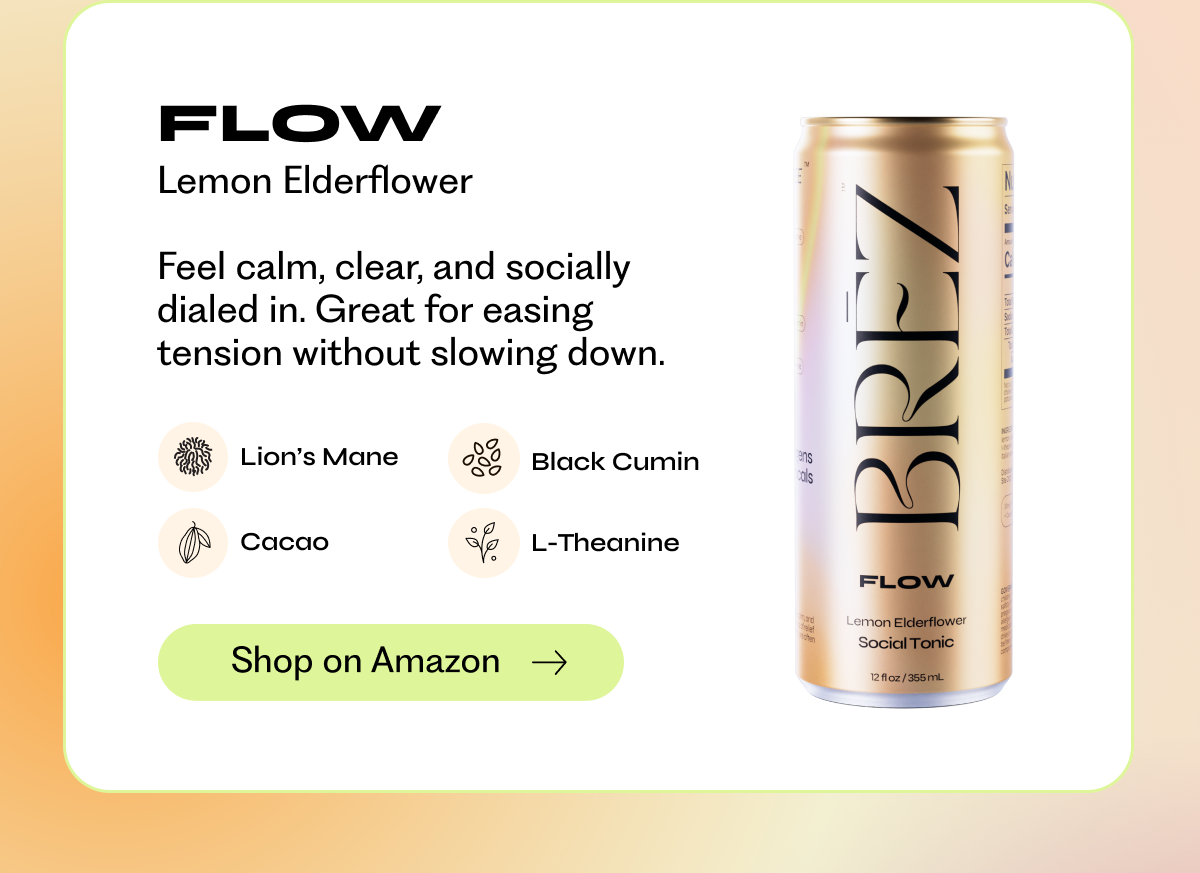 FLOW
Lemon Elderflower
Feel calm, clear, and socially
dialed in. Great for easing
tension without slowing down.
Lion’s Mane
Black Cumin
Cacao
L-Theanine
Shop on Amazon
BREZ
FLOW
Lemon Elderflower
Social Tonic
12 fl oz / 355 mL